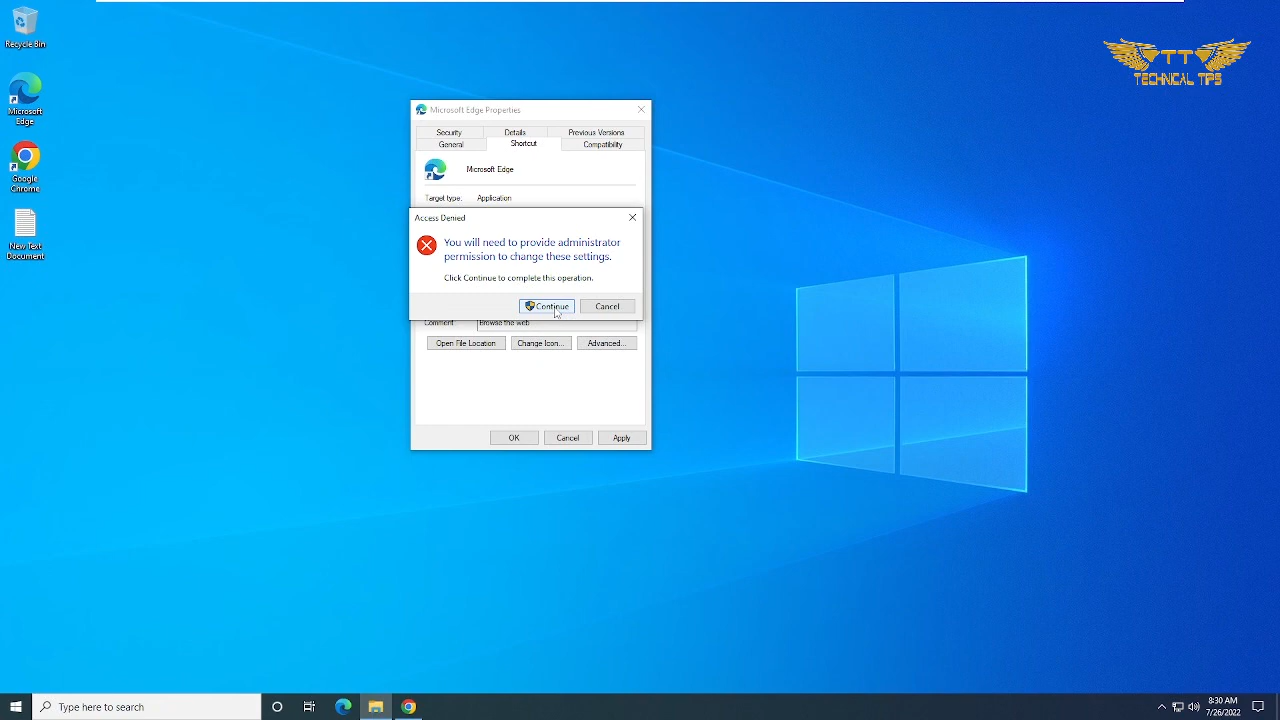 Recycle Bin
Microsoft
Edge
Google
Chrome
New Text
Document
TT
TECHNICAL TIPS
Microsoft Edge Properties
Security
Details
Previous Versions
General
Shortcut
Compatibility
Microsoft Edge
Target type:
Application
Access Denied
You will need to provide administrator
permission to change these settings.
Click Continue to complete this operation.
Continue
Cancel
Comment:
Browse the web
Open File Location
Change Icon...
Advanced...
OK
Cancel
Apply
Type here to search
8:30 AM
7/26/2022